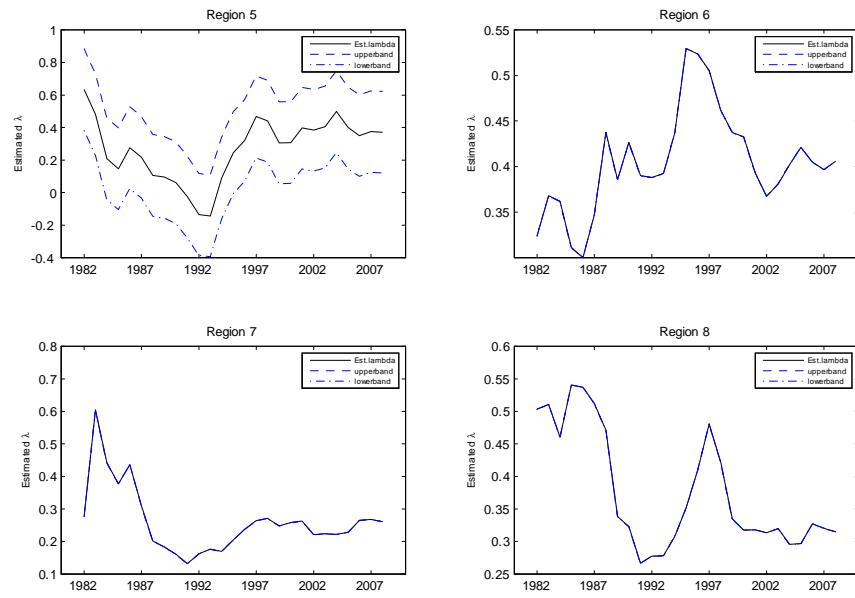 Region 5
Estimated λ
1
0.8
0.6
0.4
0.2
0
-0.2
-0.4
1982 1987 1992 1997 2002 2007
Est.lambda
upperband
lowerband
Region 6
Estimated λ
0.55
0.5
0.45
0.4
0.35
1982 1987 1992 1997 2002 2007
Est.lambda
upperband
lowerband
Region 7
Estimated λ
0.8
0.7
0.6
0.5
0.4
0.3
0.2
0.1
1982 1987 1992 1997 2002 2007
Est.lambda
upperband
lowerband
Region 8
Estimated λ
0.6
0.55
0.5
0.45
0.4
0.35
0.3
0.25
1982 1987 1992 1997 2002 2007
Est.lambda
upperband
lowerband